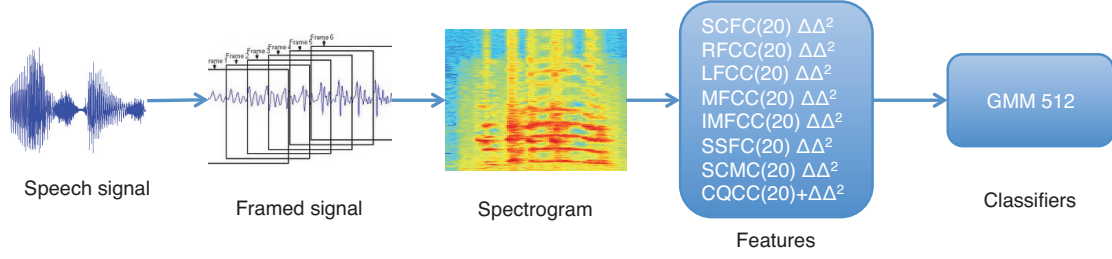 rame 1
Frame 2
Frame 3
Frame 4
Frame 5
Frame 6
SCFC(20) ΔΔ²
RFCC(20) ΔΔ²
LFCC(20) ΔΔ²
MFCC(20) ΔΔ²
IMFCC(20) ΔΔ²
SSFC(20) ΔΔ²
SCMC(20) ΔΔ²
CQCC(20)+ΔΔ²
GMM 512
Speech signal
Framed signal
Spectrogram
Features
Classifiers